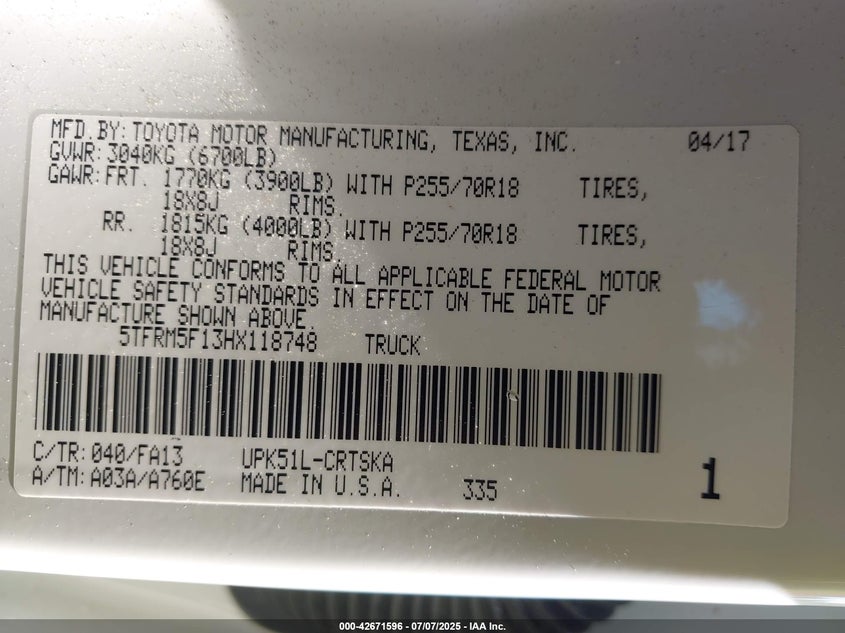 MFD.BY: TOYOTA MOTOR MANUFACTURING, TEXAS, INC. 04/17
GVWR: 3040KG (6700LB)
GAWR: FRT. 1770KG (3900LB) WITH P255/70R18 TIRES,
18X8J RIMS.
RR. 1815KG (4000LB) WITH P255/70R18 TIRES,
18X8J RIMS.
THIS VEHICLE CONFORMS TO ALL APPLICABLE FEDERAL MOTOR
VEHICLE SAFETY STANDARDS IN EFFECT ON THE DATE OF
MANUFACTURE SHOWN ABOVE.
5TFRM5F13HX118748 TRUCK
C/TR: 040/FA13 UPK51L-CRTSKA
A/TM: A03A/A760E MADE IN U.S.A. 335 1
000-42671596 - 07/07/2025 - IAA Inc.